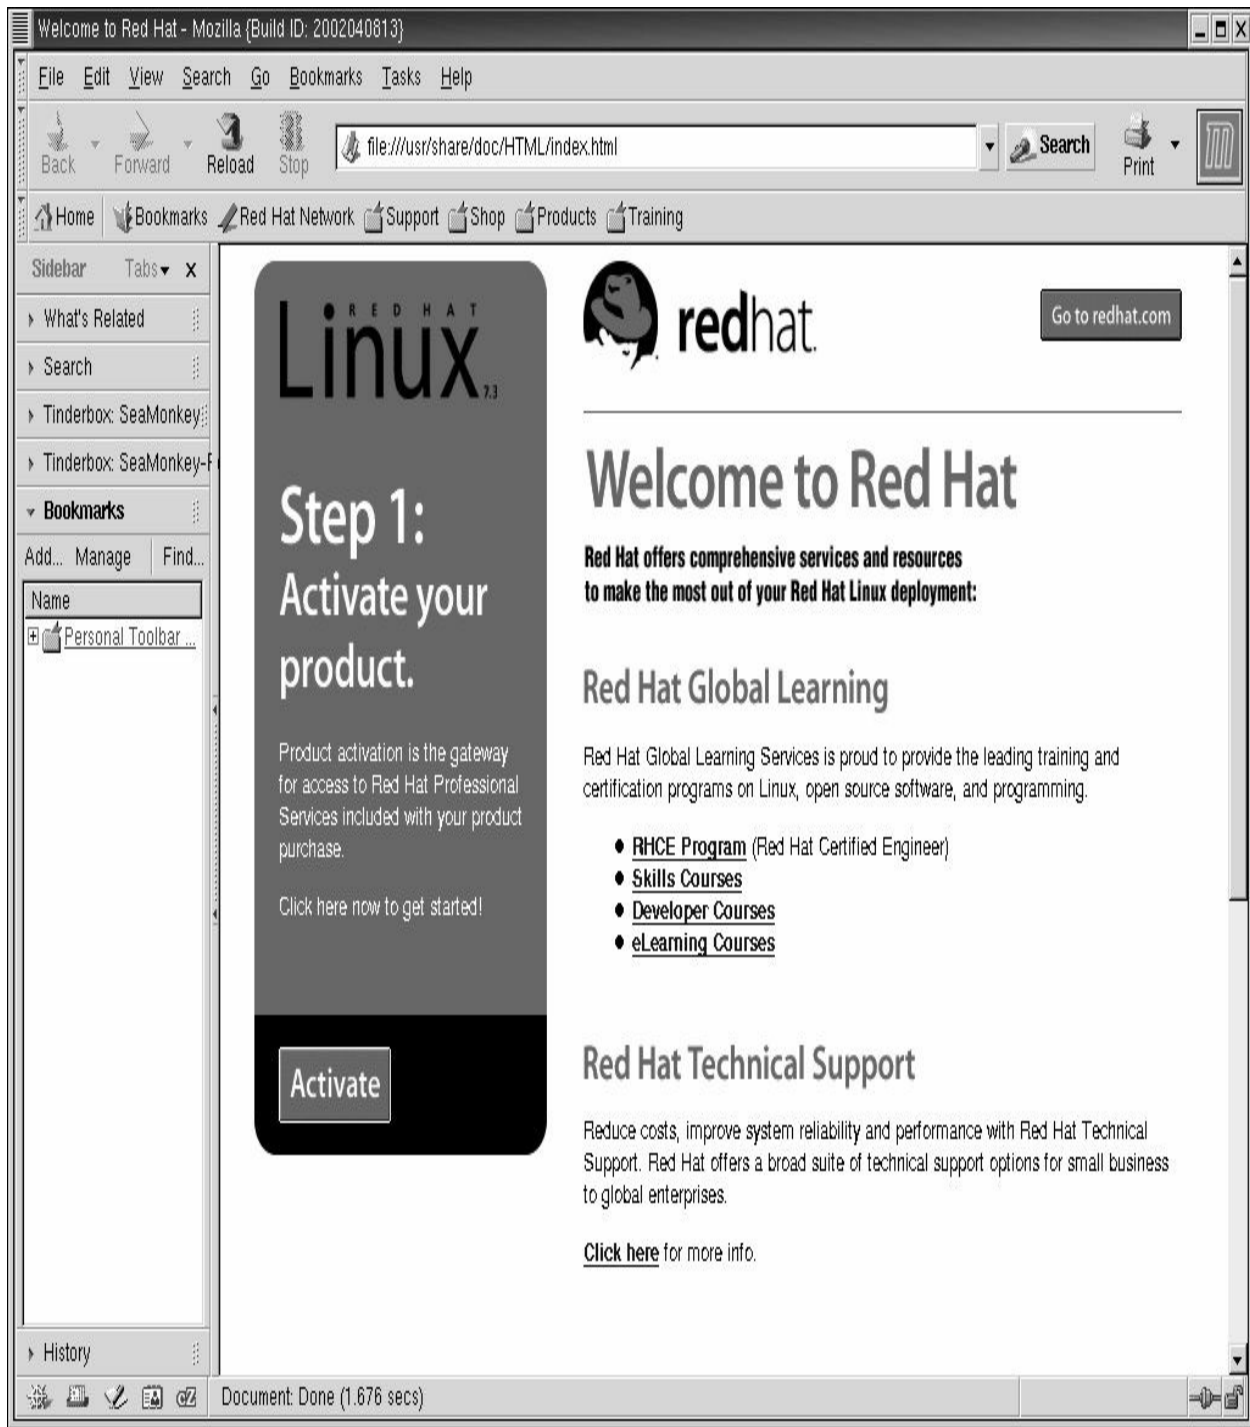 Welcome to Red Hat - Mozilla {Build ID: 2002040813}
File Edit View Search Go Bookmarks Tasks Help
Back Forward Reload Stop file:///usr/share/doc/HTML/index.html Search Print
Home Bookmarks Red Hat Network Support Shop Products Training
Sidebar Tabs
What's Related
Search
Tinderbox: SeaMonkey
Tinderbox: SeaMonkey-
Bookmarks
Add... Manage Find...
Name
Personal Toolbar ...
History
RED HAT
Linux 7.3
Step 1:
Activate your
product.
Product activation is the gateway
for access to Red Hat Professional
Services included with your product
purchase.
Click here now to get started!
Activate
redhat.
Go to redhat.com
Welcome to Red Hat
Red Hat offers comprehensive services and resources
to make the most out of your Red Hat Linux deployment:
Red Hat Global Learning
Red Hat Global Learning Services is proud to provide the leading training and
certification programs on Linux, open source software, and programming.
RHCE Program (Red Hat Certified Engineer)
Skills Courses
Developer Courses
eLearning Courses
Red Hat Technical Support
Reduce costs, improve system reliability and performance with Red Hat Technical
Support. Red Hat offers a broad suite of technical support options for small business
to global enterprises.
Click here for more info.
Document: Done (1.676 secs)